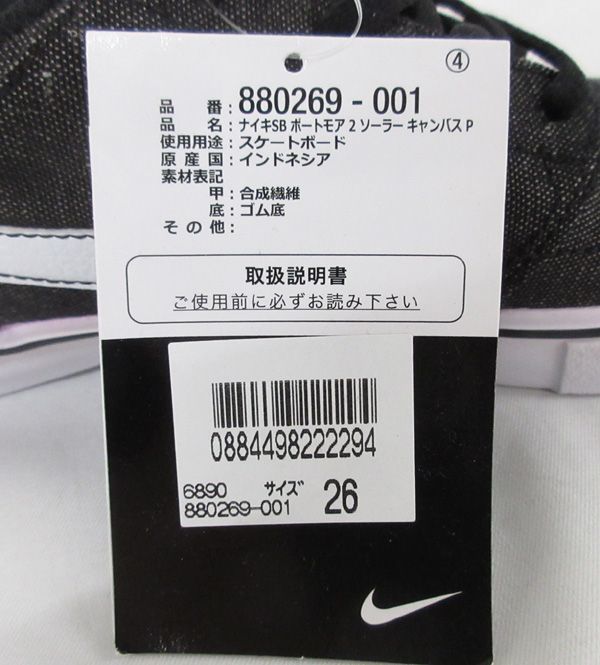 ④
品番:880269-001
品名:ナイキSB ポートモア 2 ソーラー キャンバス P
使用用途:スケートボード
原産国:インドネシア
素材表記
甲:合成繊維
底:ゴム底
その他:
取扱説明書
ご使用前に必ずお読み下さい
0884498222294
6890 サイズ 26
880269-001